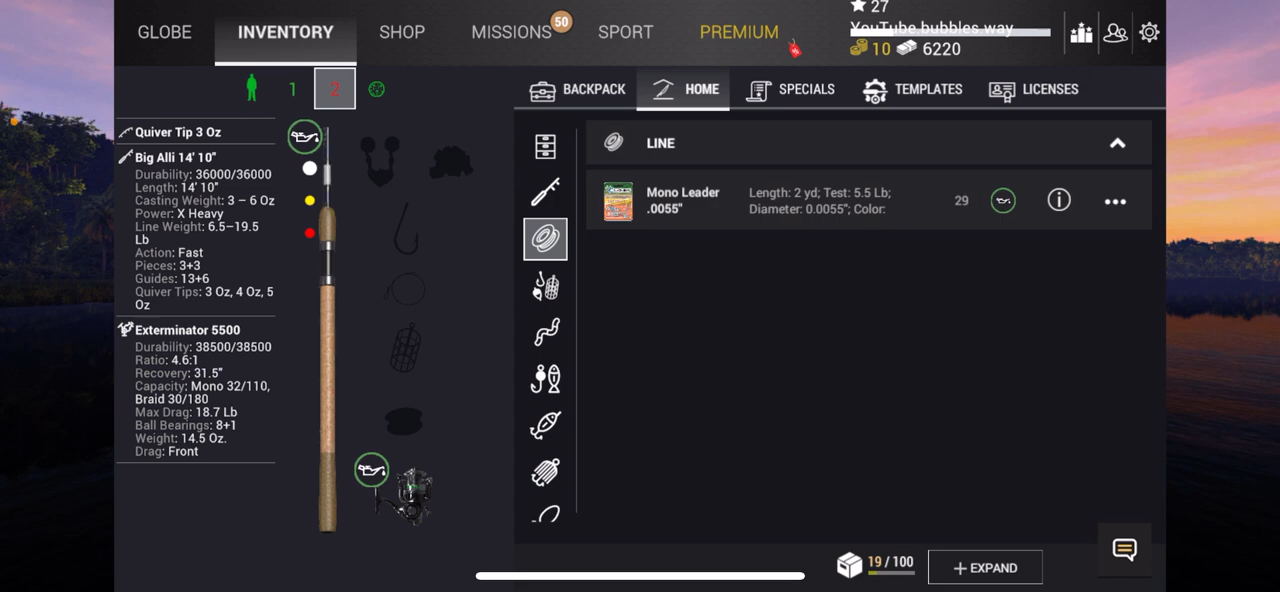 GLOBE
INVENTORY
SHOP
MISSIONS
50
SPORT
PREMIUM
27
YouTube.bubbles way
10 6220
1
2
BACKPACK
HOME
SPECIALS
TEMPLATES
LICENSES
Quiver Tip 3 Oz
Big Alli 14' 10"
Durability: 36000/36000
Length: 14' 10"
Casting Weight: 3 – 6 Oz
Power: X Heavy
Line Weight: 6.5–19.5
Lb
Action: Fast
Pieces: 3+3
Guides: 13+6
Quiver Tips: 3 Oz, 4 Oz, 5
Oz
Exterminator 5500
Durability: 38500/38500
Ratio: 4.6:1
Recovery: 31.5"
Capacity: Mono 32/110,
Braid 30/180
Max Drag: 18.7 Lb
Ball Bearings: 8+1
Weight: 14.5 Oz.
Drag: Front
LINE
Mono Leader
.0055"
Length: 2 yd; Test: 5.5 Lb;
Diameter: 0.0055"; Color:
29
19 / 100
+ EXPAND